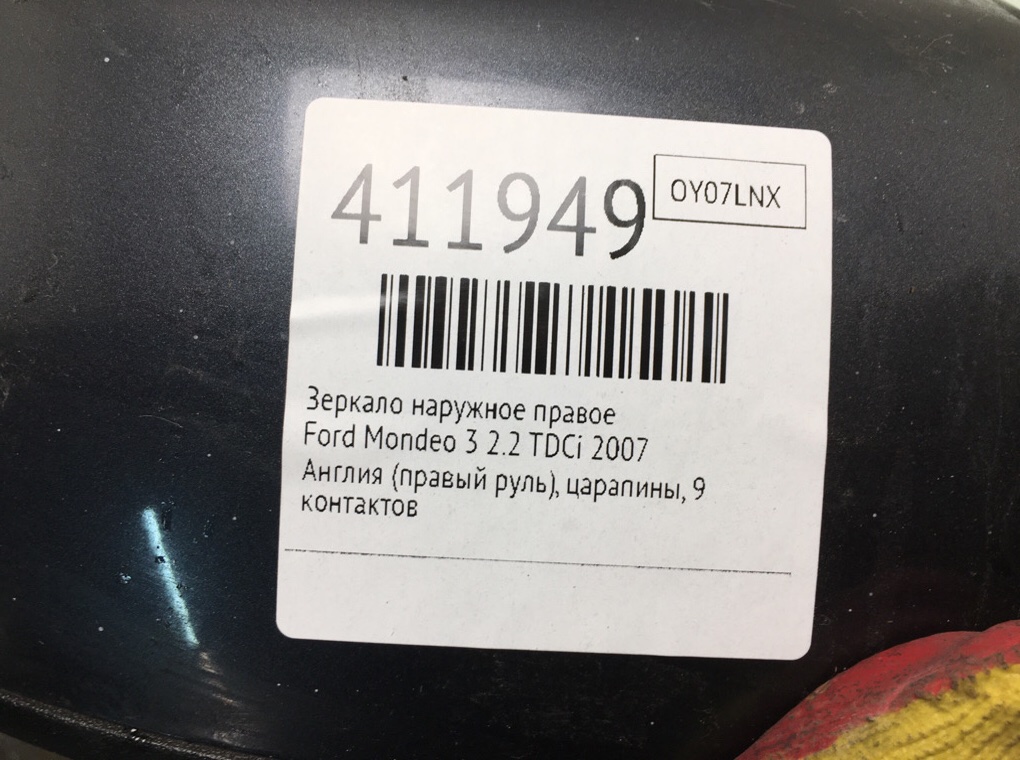 411949
OY07LNX
Зеркало наружное правое
Ford Mondeo 3 2.2 TDCi 2007
Англия (правый руль), царапины, 9
контактов